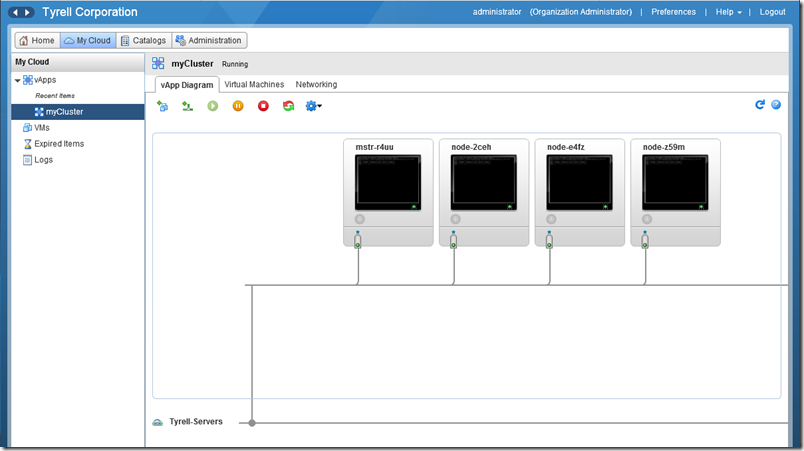 Tyrell Corporation
administrator (Organization Administrator) | Preferences | Help | Logout
Home My Cloud Catalogs Administration
My Cloud
vApps
Recent Items
myCluster
VMs
Expired Items
Logs
myCluster Running
vApp Diagram Virtual Machines Networking
mstr-r4uu node-2ceh node-e4fz node-z59m
Tyrell-Servers